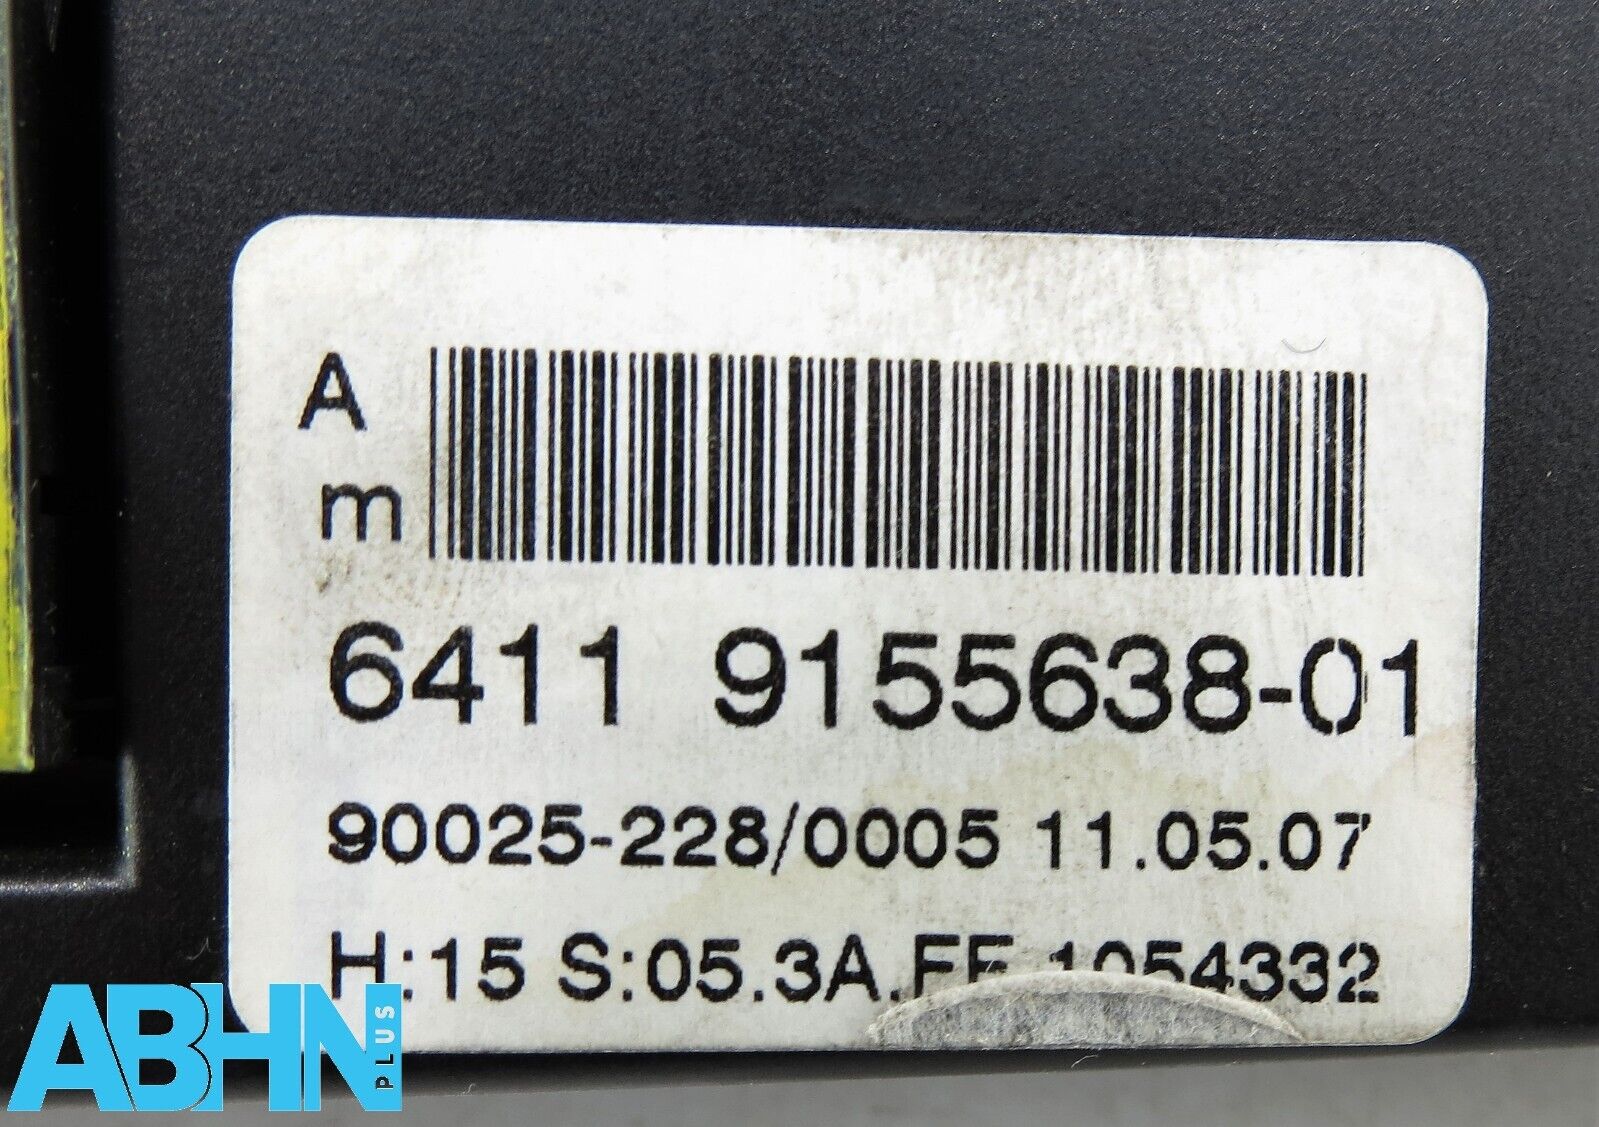 A
m
6411 9155638-01
90025-228/0005 11.05.07
H:15 S:05.3A.FF 1054332
ABHN
PLUS